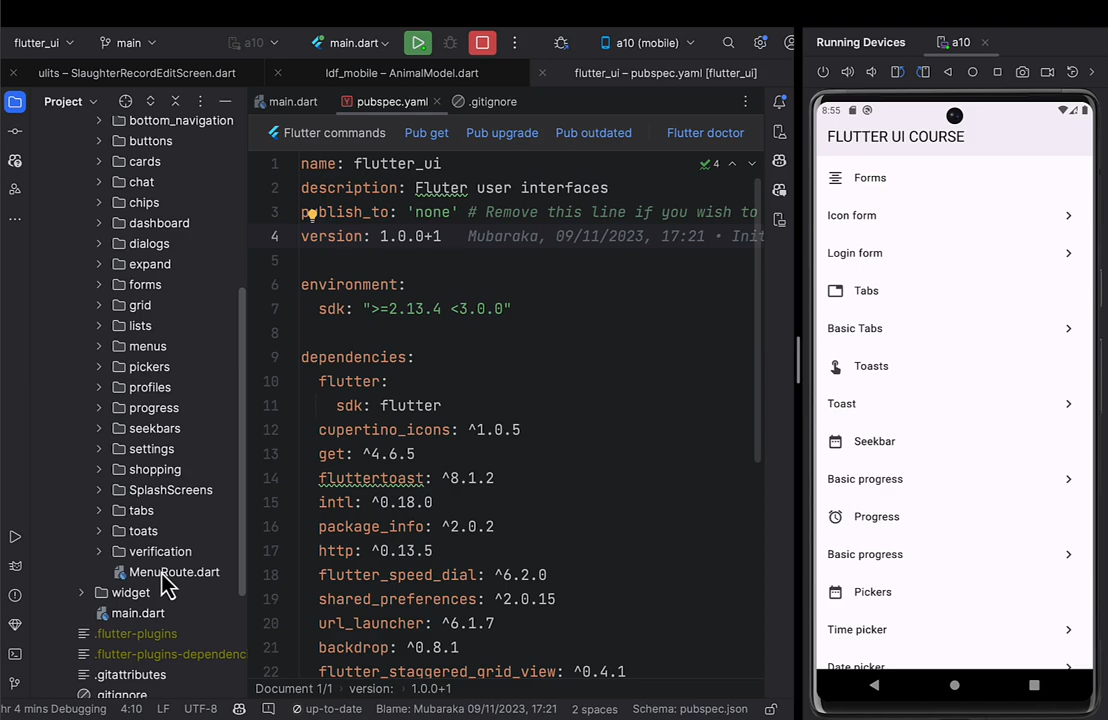 flutter_ui
main
a10
main.dart
a10 (mobile)
Running Devices
a10
ulits – SlaughterRecordEditScreen.dart
ldf_mobile – AnimalModel.dart
flutter_ui – pubspec.yaml [flutter_ui]
Project
main.dart
pubspec.yaml
.gitignore
Flutter commands
Pub get
Pub upgrade
Pub outdated
Flutter doctor
bottom_navigation
buttons
cards
chat
chips
dashboard
dialogs
expand
forms
grid
lists
menus
pickers
profiles
progress
seekbars
settings
shopping
SplashScreens
tabs
toats
verification
MenuRoute.dart
widget
main.dart
.flutter-plugins
.flutter-plugins-dependenc
.gitattributes
.gitignore
1 name: flutter_ui
4
2 description: Fluter user interfaces
3 publish_to: 'none' # Remove this line if you wish to
4 version: 1.0.0+1 Mubaraka, 09/11/2023, 17:21 • Init
5
6 environment:
7 sdk: ">=2.13.4 <3.0.0"
8
9 dependencies:
10 flutter:
11 sdk: flutter
12 cupertino_icons: ^1.0.5
13 get: ^4.6.5
14 fluttertoast: ^8.1.2
15 intl: ^0.18.0
16 package_info: ^2.0.2
17 http: ^0.13.5
18 flutter_speed_dial: ^6.2.0
19 shared_preferences: ^2.0.15
20 url_launcher: ^6.1.7
21 backdrop: ^0.8.1
22 flutter_staggered_grid_view: ^0.4.1
Document 1/1 version: 1.0.0+1
hr 4 mins Debugging 4:10 LF UTF-8 up-to-date Blame: Mubaraka 09/11/2023, 17:21 2 spaces Schema: pubspec.json
8:55
FLUTTER UI COURSE
Forms
Icon form
Login form
Tabs
Basic Tabs
Toasts
Toast
Seekbar
Basic progress
Progress
Basic progress
Pickers
Time picker
Date picker